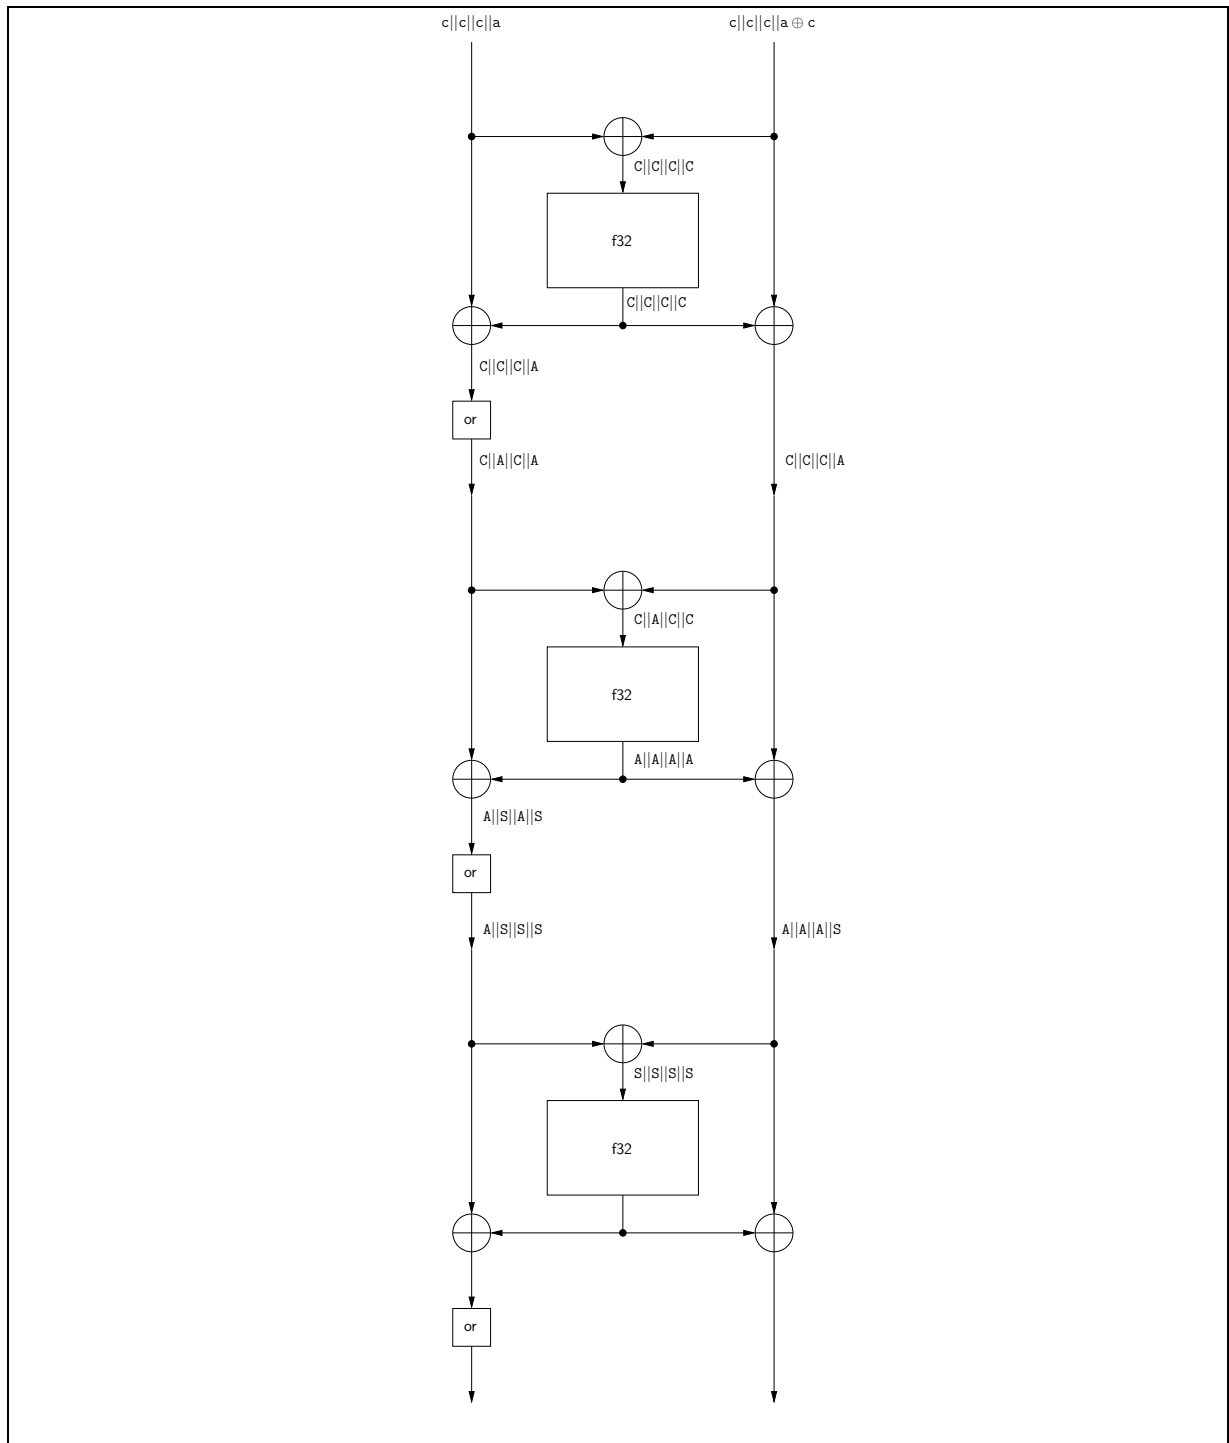 c||c||c||a c||c||c||a ⊕ c
C||C||C||C
f32
C||C||C||C
C||C||C||A
or
C||A||C||A C||C||C||A
C||A||C||C
f32
A||A||A||A
A||S||A||S
or
A||S||S||S A||A||A||S
S||S||S||S
f32
or